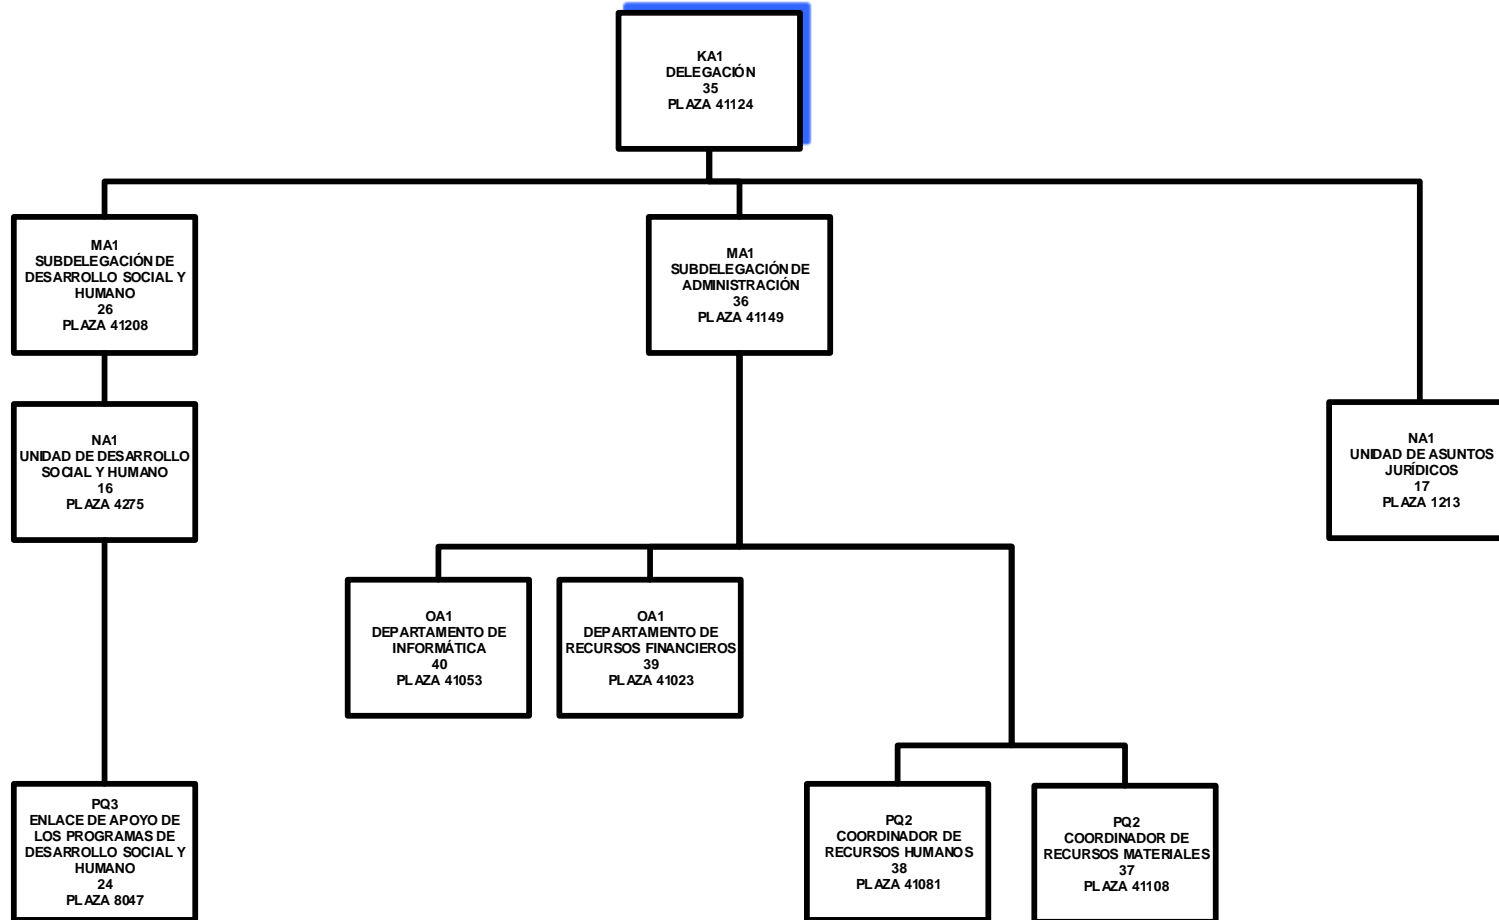 KA1
DELEGACIÓN
35
PLAZA 41124
MA1
SUBDELEGACIÓN DE
DESARROLLO SOCIAL Y
HUMANO
26
PLAZA 41208
MA1
SUBDELEGACIÓN DE
ADMINISTRACIÓN
36
PLAZA 41149
NA1
UNIDAD DE DESARROLLO
SOCIAL Y HUMANO
16
PLAZA 4275
NA1
UNIDAD DE ASUNTOS
JURÍDICOS
17
PLAZA 1213
OA1
DEPARTAMENTO DE
INFORMÁTICA
40
PLAZA 41053
OA1
DEPARTAMENTO DE
RECURSOS FINANCIEROS
39
PLAZA 41023
PQ3
ENLACE DE APOYO DE
LOS PROGRAMAS DE
DESARROLLO SOCIAL Y
HUMANO
24
PLAZA 8047
PQ2
COORDINADOR DE
RECURSOS HUMANOS
38
PLAZA 41081
PQ2
COORDINADOR DE
RECURSOS MATERIALES
37
PLAZA 41108